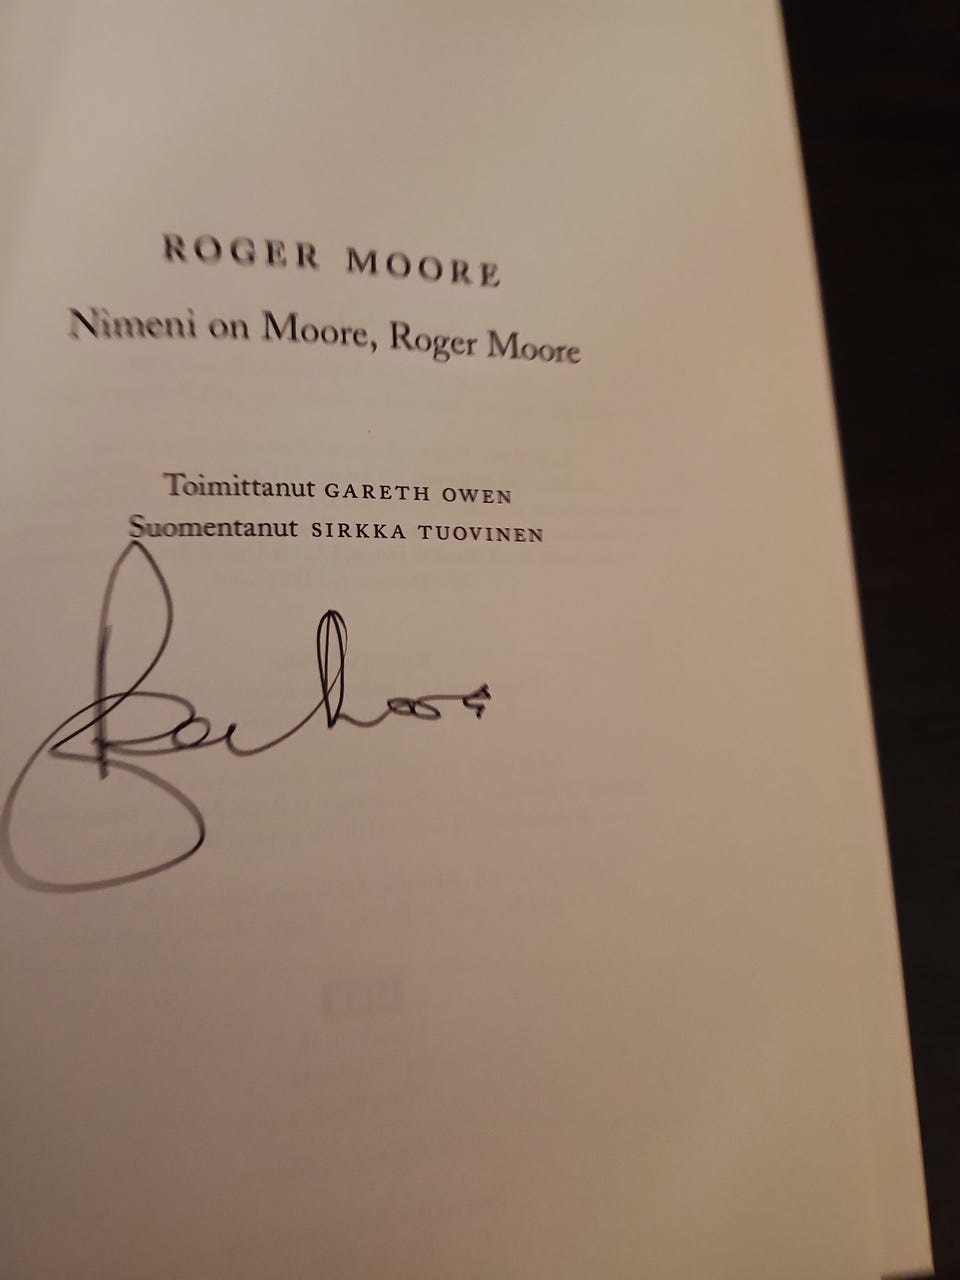 ROGER MOORE
Nimeni on Moore, Roger Moore
Toimittanut GARETH OWEN
Suomentanut SIRKKA TUOVINEN